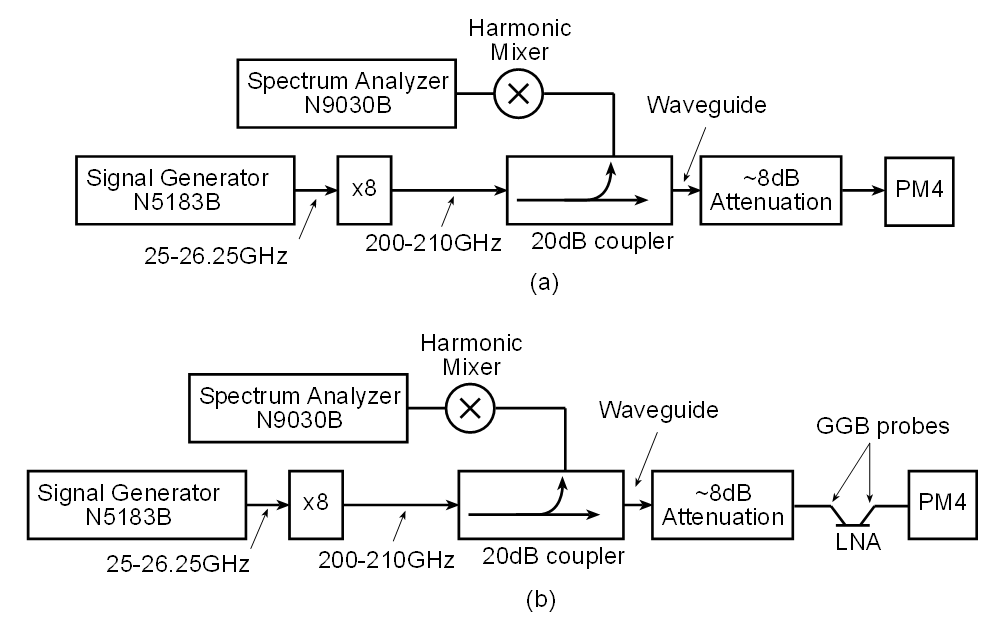 Harmonic
Mixer
Spectrum Analyzer
N9030B
Waveguide
Signal Generator
N5183B
x8
~8dB
Attenuation
PM4
25-26.25GHz
200-210GHz
20dB coupler
(a)
Harmonic
Mixer
Spectrum Analyzer
N9030B
Waveguide
GGB probes
Signal Generator
N5183B
x8
~8dB
Attenuation
PM4
LNA
25-26.25GHz
200-210GHz
20dB coupler
(b)